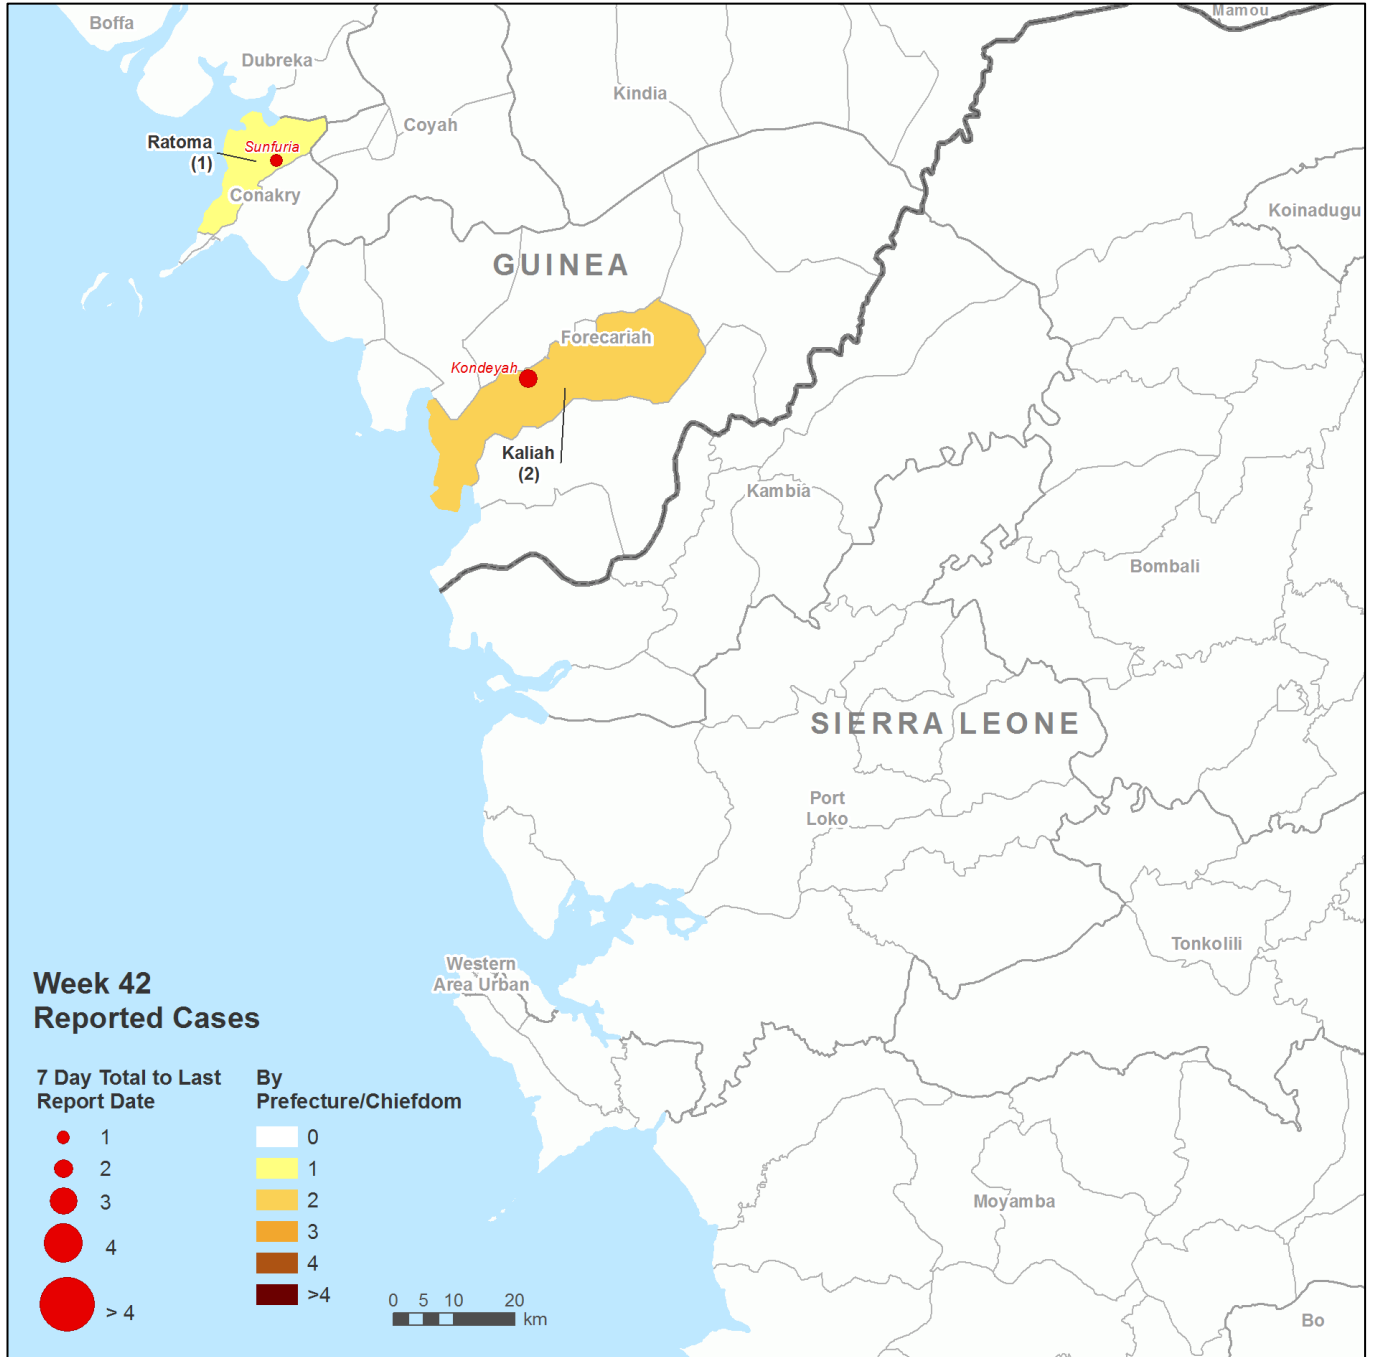 Boffa
Mamou
Dubreka
Kindia
Coyah
Ratoma
(1)
Sunfuria
Conakry
Koinadugu
GUINEA
Forecariah
Kondeyah
Kaliah
(2)
Kambia
Bombali
SIERRA LEONE
Port
Loko
Tonkolili
Western
Area Urban
Week 42
Reported Cases
7 Day Total to Last
Report Date
1
2
3
4
> 4
By
Prefecture/Chiefdom
0
1
2
3
4
>4
0 5 10 20
km
Moyamba
Bo